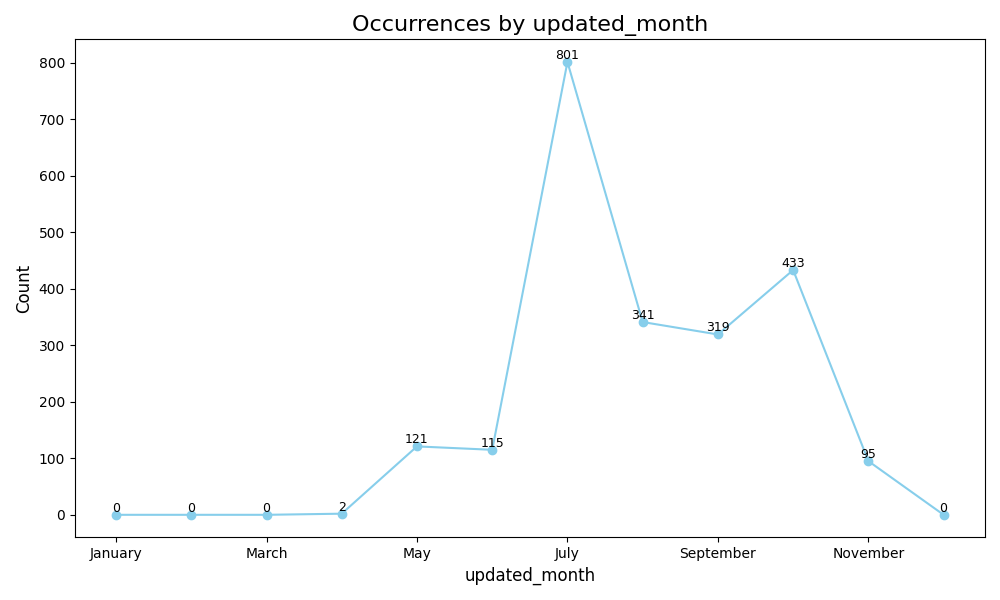 Occurrences by updated_month
Count
800
700
600
500
400
300
200
100
0
0
0
0
2
121
115
801
341
319
433
95
0
January
March
May
July
September
November
updated_month